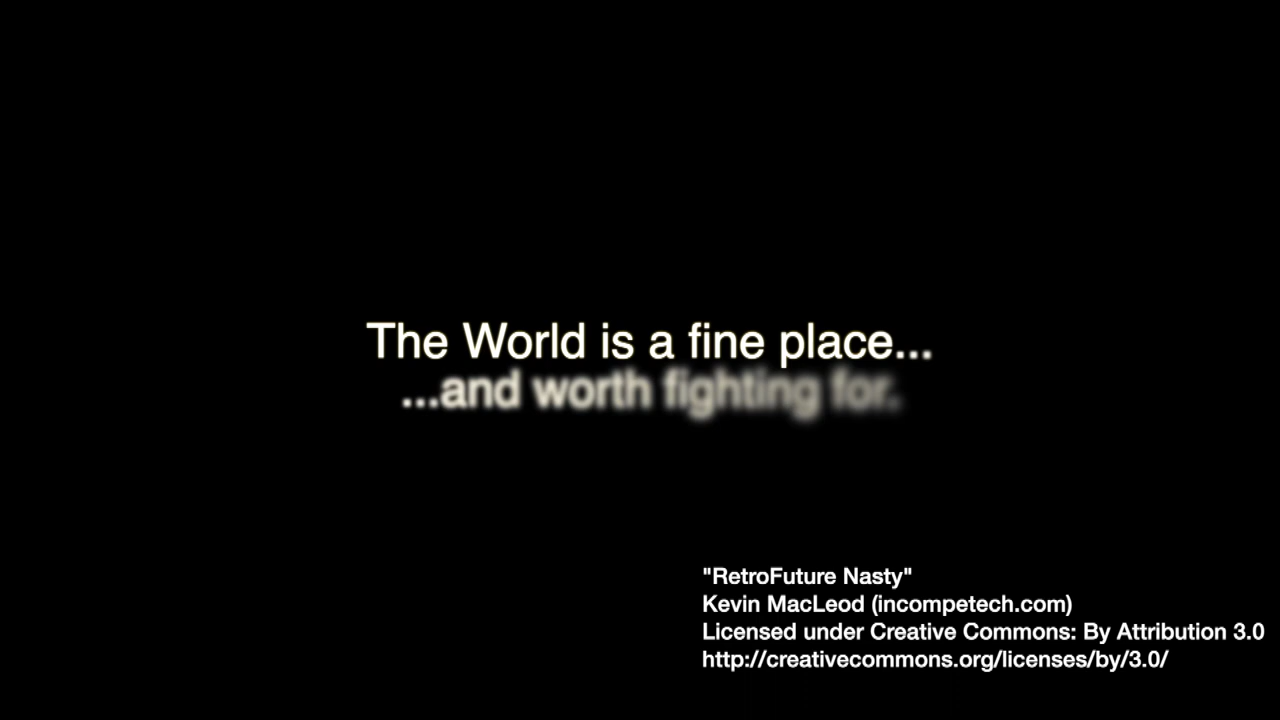 The World is a fine place...
...and worth fighting for.
"RetroFuture Nasty"
Kevin MacLeod (incompetech.com)
Licensed under Creative Commons: By Attribution 3.0
http://creativecommons.org/licenses/by/3.0/